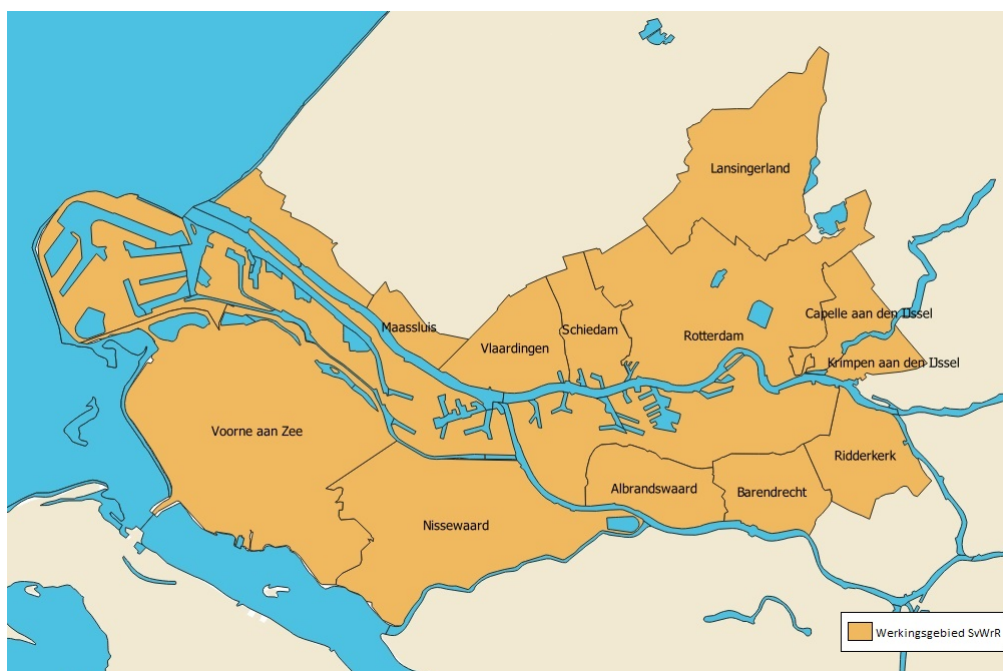 Lansingerland
Capelle aan den IJssel
Maassluis
Schiedam
Rotterdam
Vlaardingen
Krimpen aan den IJssel
Voorne aan Zee
Ridderkerk
Albrandswaard
Barendrecht
Nissewaard
Werkingsgebied SvWrR